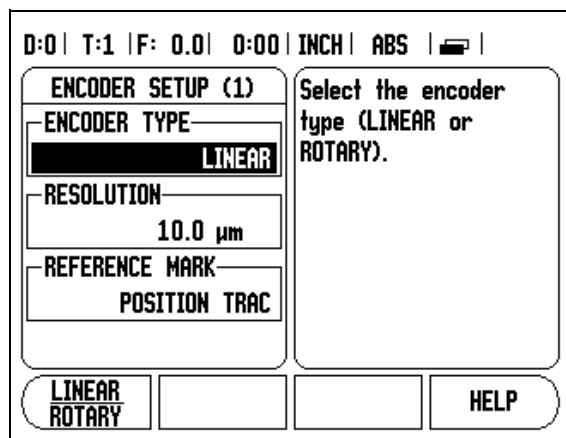 D:0 | T:1 | F: 0.0 | 0:00 | INCH | ABS | |
ENCODER SETUP (1)
ENCODER TYPE
LINEAR
RESOLUTION
10.0 µm
REFERENCE MARK
POSITION TRAC
Select the encoder
type (LINEAR or
ROTARY).
LINEAR
ROTARY
HELP